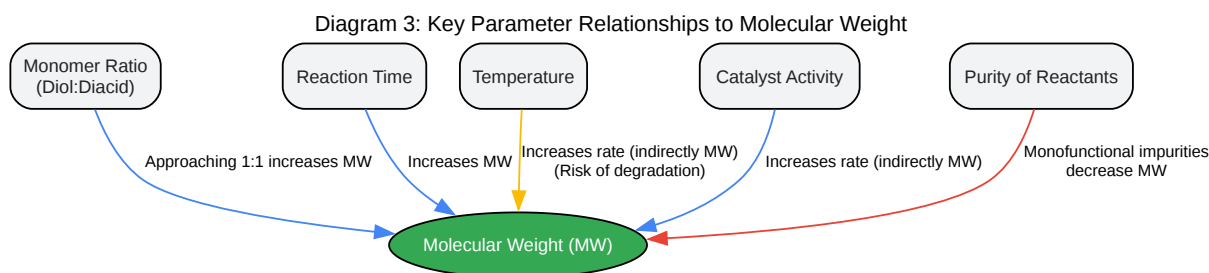 Diagram 3: Key Parameter Relationships to Molecular Weight
Monomer Ratio
(Diol:Diacid)
Reaction Time
Temperature
Catalyst Activity
Purity of Reactants
Approaching 1:1 increases MW
Increases MW
Increases rate (indirectly MW)
(Risk of degradation)
Increases rate (indirectly MW)
Monofunctional impurities
decrease MW
Molecular Weight (MW)